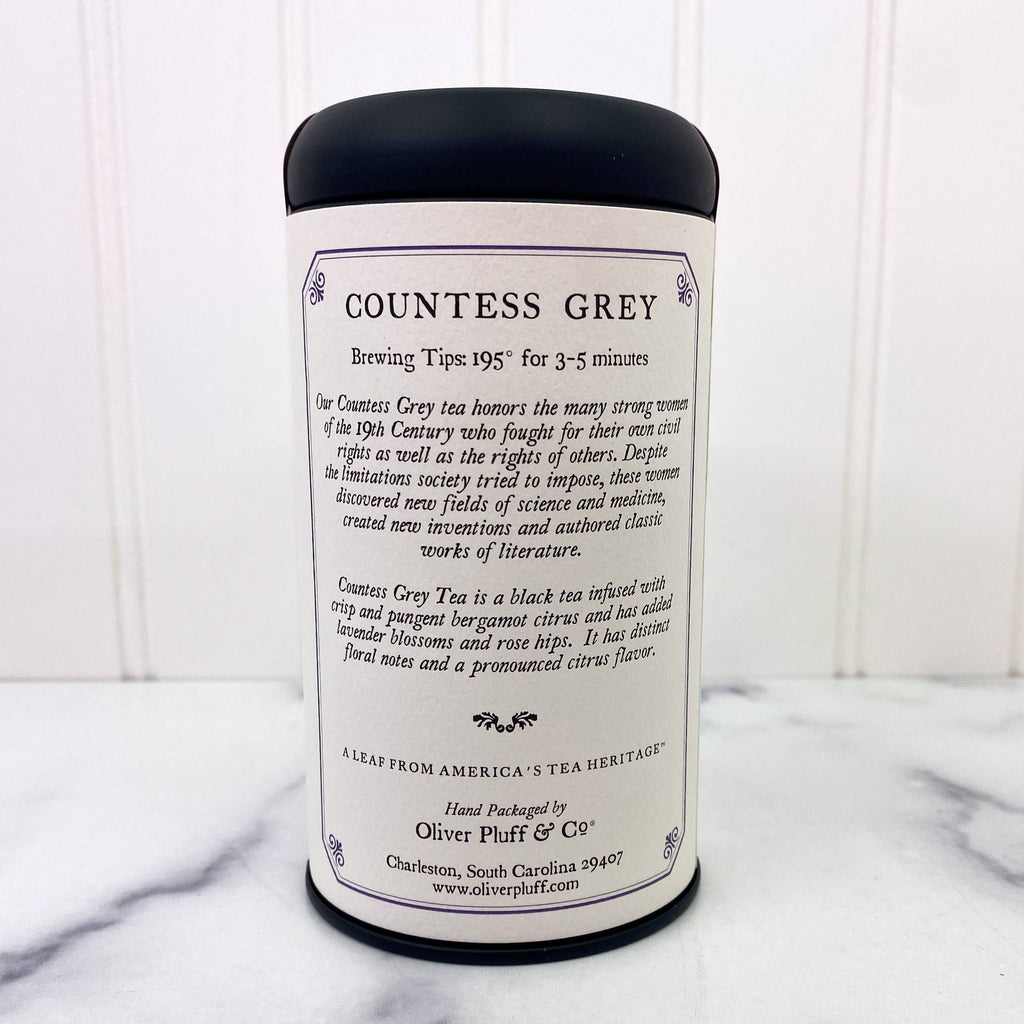 COUNTESS GREY
Brewing Tips: 195° for 3-5 minutes
Our Countess Grey tea honors the many strong women
of the 19th Century who fought for their own civil
rights as well as the rights of others. Despite
the limitations society tried to impose, these women
discovered new fields of science and medicine,
created new inventions and authored classic
works of literature.
Countess Grey Tea is a black tea infused with
crisp and pungent bergamot citrus and has added
lavender blossoms and rose hips. It has distinct
floral notes and a pronounced citrus flavor.
A LEAF FROM AMERICA'S TEA HERITAGE™
Hand Packaged by
Oliver Pluff & Co®
Charleston, South Carolina 29407
www.oliverpluff.com